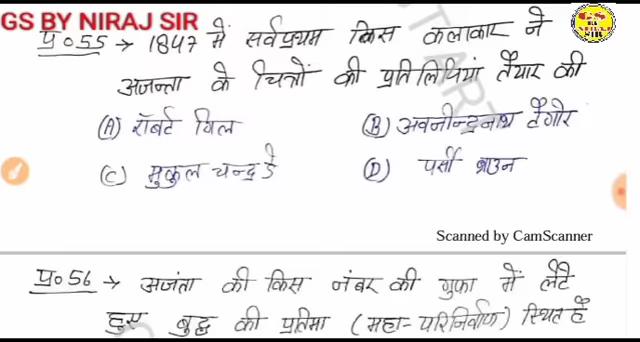 GS BY NIRAJ SIR
प्र०55 → 1847 में सर्वप्रथम किस कलाकार ने
अजन्ता के चित्रों की प्रतिलिपियां तैयार की
(A) रॉबर्ट गिल
(B) अवनीन्द्रनाथ टैगोर
(C) मुकुल चन्द्र डे
(D) पर्सी ब्राउन
Scanned by CamScanner
प्र०56 → अजंता की किस नंबर की गुफा में लेटे
हुए बुद्ध की प्रतिमा (महा-परिनिर्वाण) स्थित है